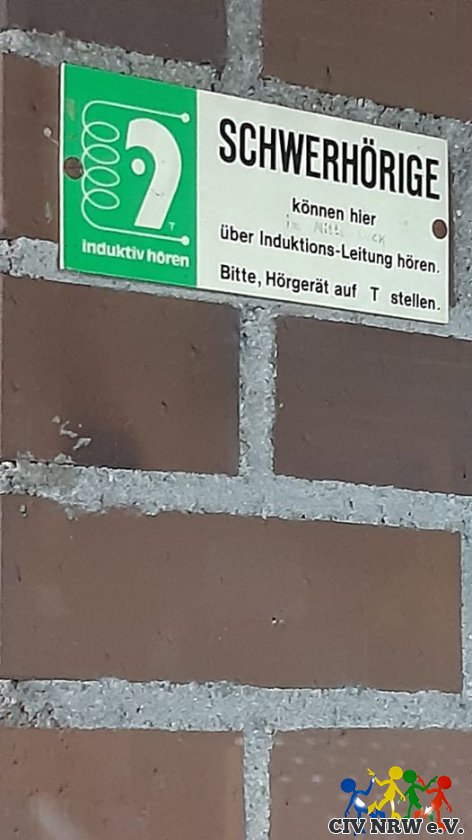 SCHWERHÖRIGE
können hier
über Induktions-Leitung hören.
Bitte, Hörgerät auf T stellen.
T
induktiv hören
CIV NRW e.V.